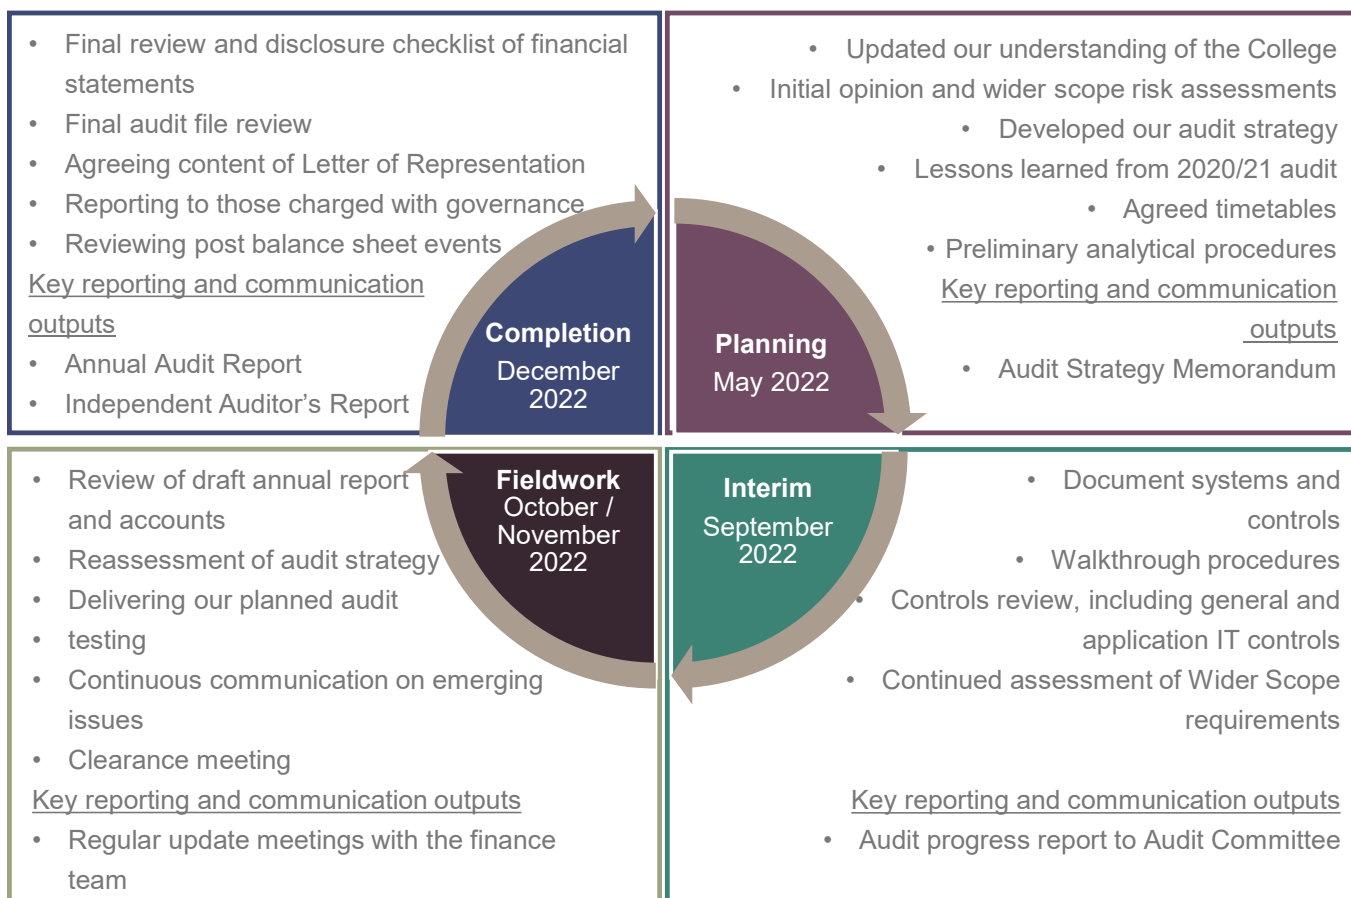 • Final review and disclosure checklist of financial
statements
• Final audit file review
• Agreeing content of Letter of Representation
• Reporting to those charged with governance
• Reviewing post balance sheet events
Key reporting and communication
outputs
• Annual Audit Report
• Independent Auditor's Report
Completion
December
2022
• Updated our understanding of the College
• Initial opinion and wider scope risk assessments
• Developed our audit strategy
• Lessons learned from 2020/21 audit
• Agreed timetables
• Preliminary analytical procedures
Key reporting and communication
outputs
• Audit Strategy Memorandum
Planning
May 2022
• Review of draft annual report
and accounts
• Reassessment of audit strategy
• Delivering our planned audit
• testing
• Continuous communication on emerging
issues
• Clearance meeting
Key reporting and communication outputs
• Regular update meetings with the finance
team
Fieldwork
October /
November
2022
Interim
September
2022
• Document systems and
controls
• Walkthrough procedures
• Controls review, including general and
application IT controls
• Continued assessment of Wider Scope
requirements
Key reporting and communication outputs
• Audit progress report to Audit Committee